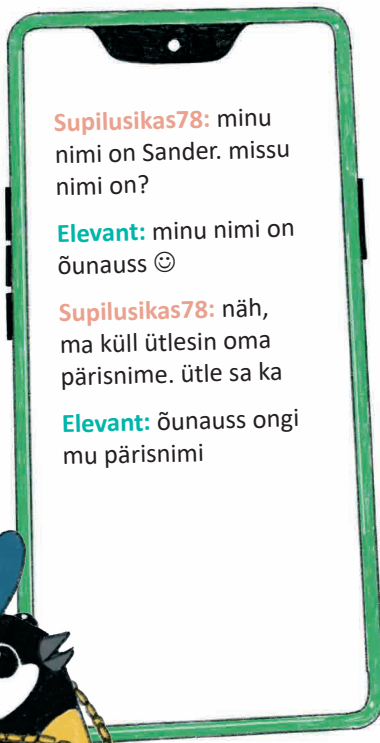 Supilusikas78: minu
nimi on Sander. missu
nimi on?
Elevant: minu nimi on
õunauss ☺
Supilusikas78: näh,
ma küll ütlesin oma
pärisnime. ütle sa ka
Elevant: õunauss ongi
mu pärisnimi